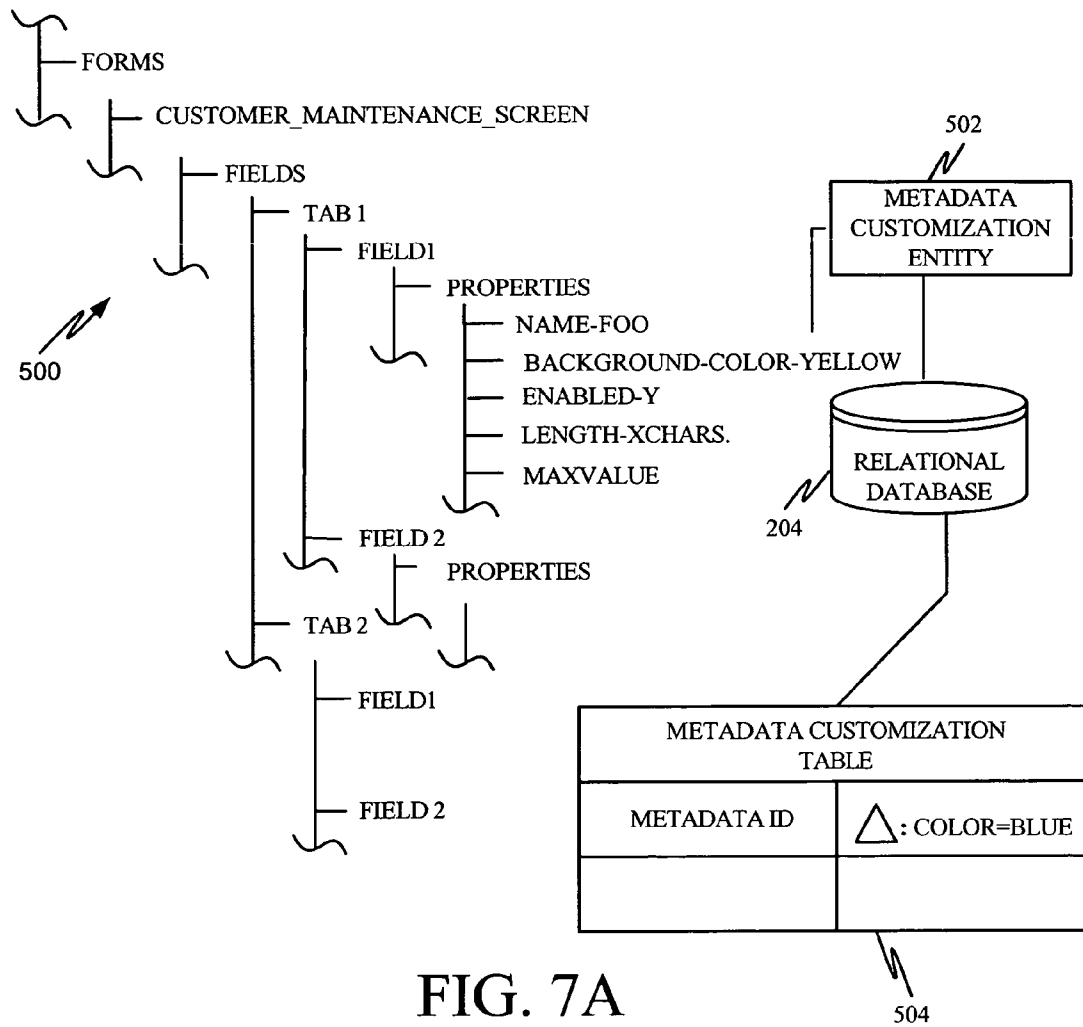 FORMS
CUSTOMER_MAINTENANCE_SCREEN
FIELDS
TAB 1
FIELD1
PROPERTIES
NAME-FOO
BACKGROUND-COLOR-YELLOW
ENABLED-Y
LENGTH-XCHARS.
MAXVALUE
FIELD 2
PROPERTIES
TAB 2
FIELD1
FIELD 2
500
502
METADATA
CUSTOMIZATION
ENTITY
RELATIONAL
DATABASE
204
METADATA CUSTOMIZATION
TABLE
METADATA ID
△: COLOR=BLUE
504
FIG. 7A